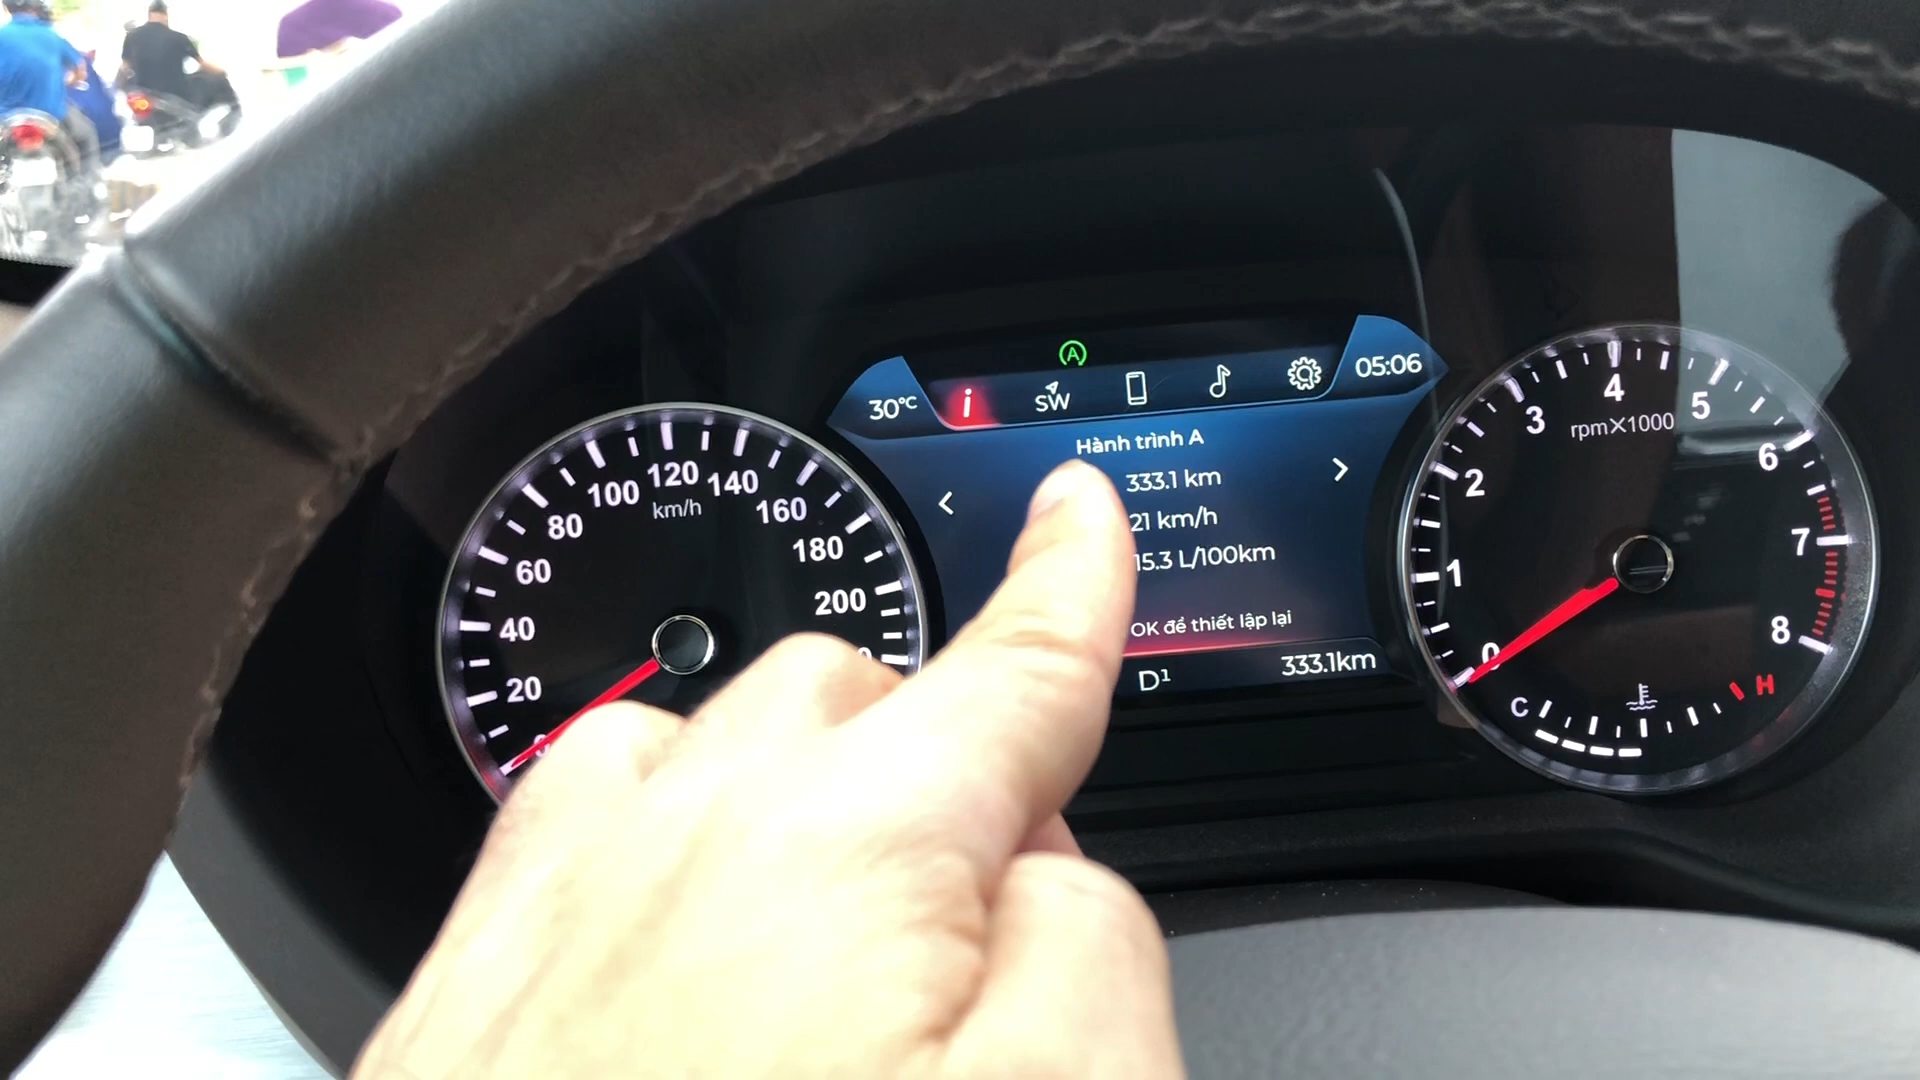 A
30°C
i
SW
05:06
Hành trình A
333.1 km
21 km/h
15.3 L/100km
OK để thiết lập lại
D1
333.1km
0
20
40
60
80
100
120
140
160
180
200
km/h
0
1
2
3
4
5
6
7
8
rpmX1000
C
H